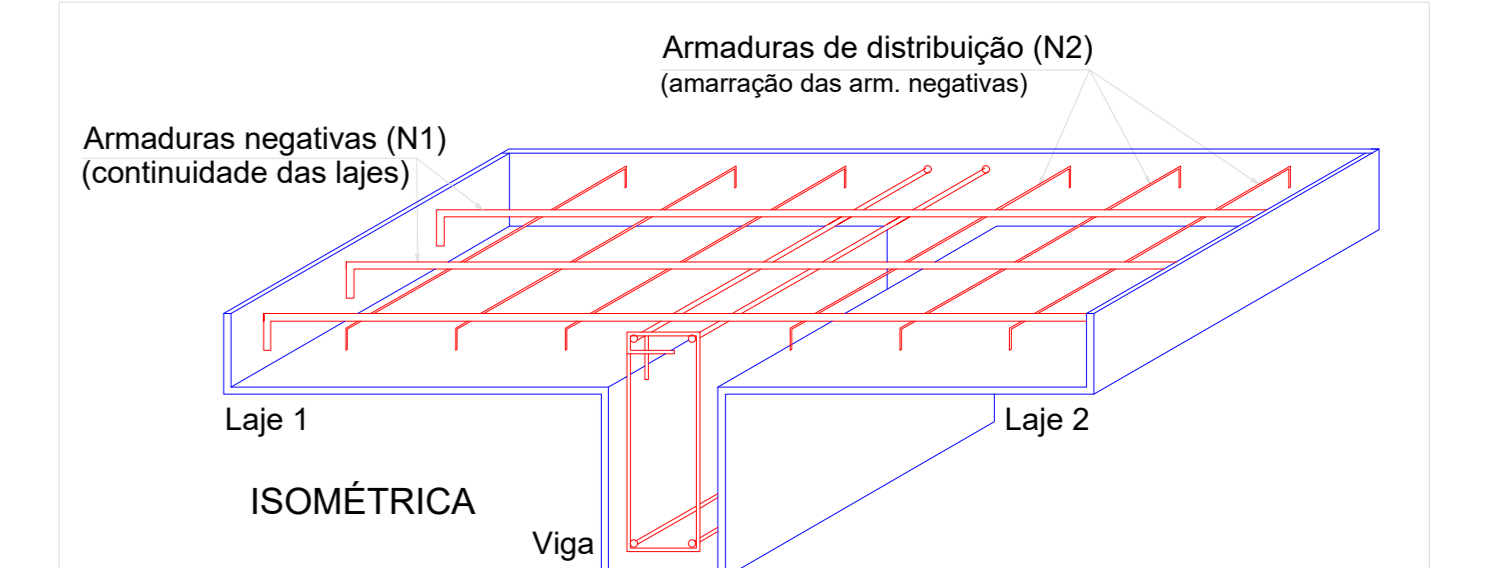 Armaduras de distribuição (N2)
(amarração das arm. negativas)
Armaduras negativas (N1)
(continuidade das lajes)
Laje 1
Laje 2
ISOMÉTRICA
Viga